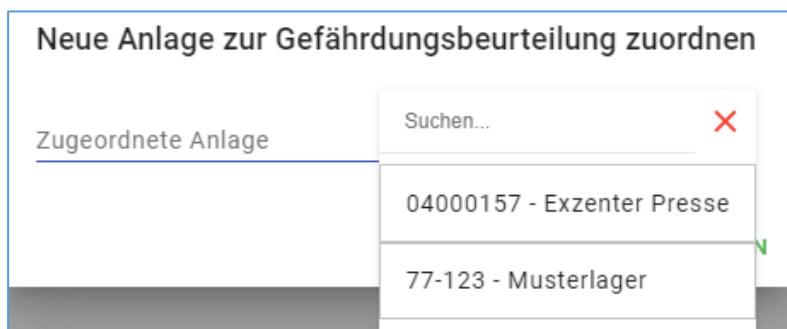 Neue Anlage zur Gefährdungsbeurteilung zuordnen
Suchen...
Zugeordnete Anlage
04000157 - Exzenter Presse
77-123 - Musterlager